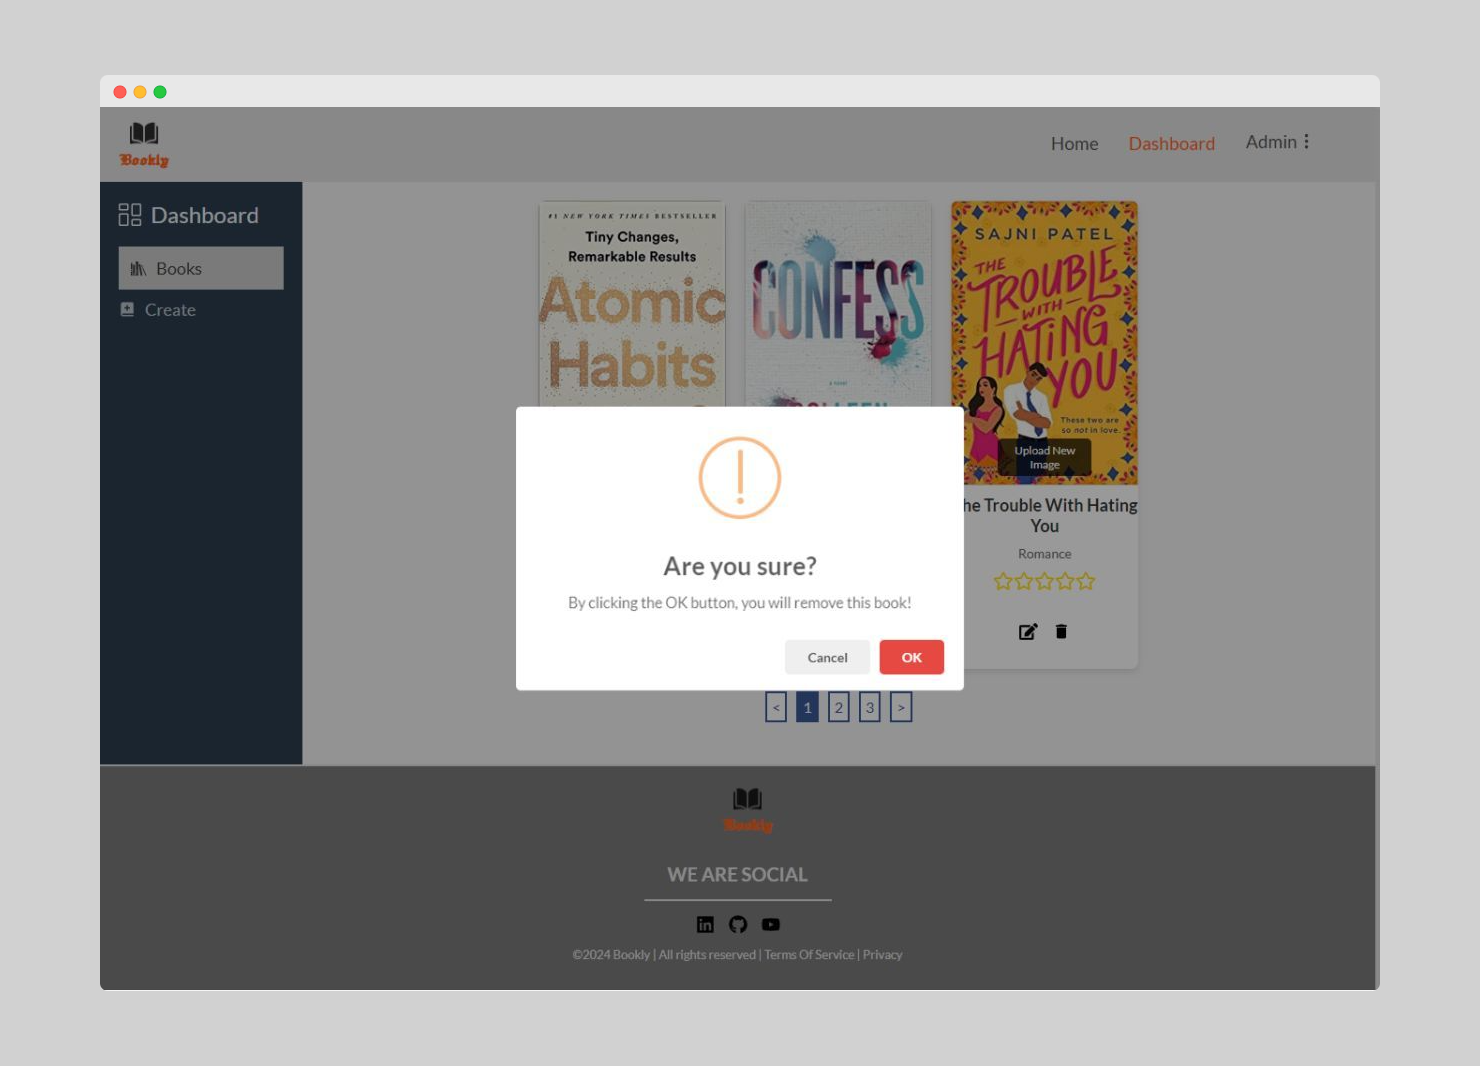 Bookly
Home
Dashboard
Admin
Dashboard
Books
Create
#1 NEW YORK TIMES BESTSELLER
Tiny Changes,
Remarkable Results
Atomic
Habits
CONFESS
A NOVEL
SAJNI PATEL
THE
TROUBLE
WITH
HATING
YOU
These two are
so not in love.
Upload New
Image
he Trouble With Hating
You
Romance
Are you sure?
By clicking the OK button, you will remove this book!
Cancel
OK
<
1
2
3
>
Bookly
WE ARE SOCIAL
©2024 Bookly | All rights reserved | Terms Of Service | Privacy